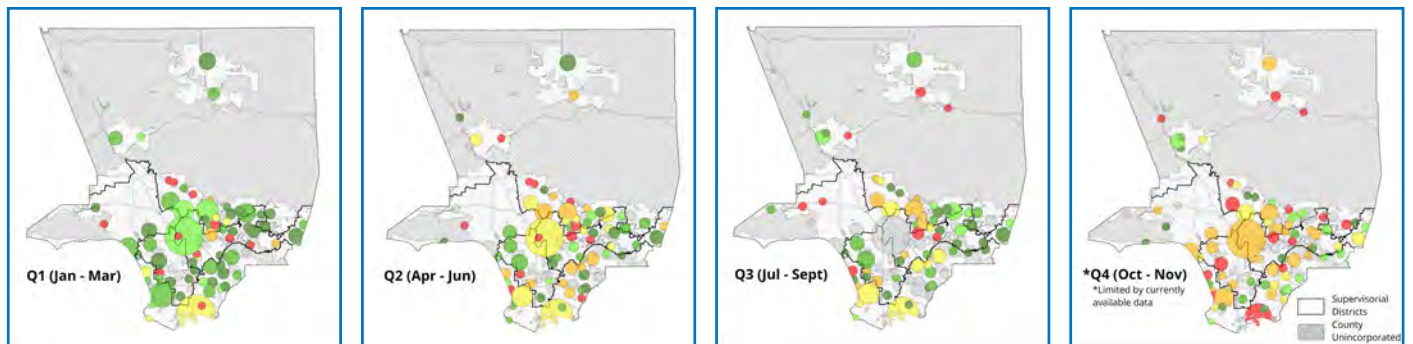 Q1 (Jan - Mar)
Q2 (Apr - Jun)
Q3 (Jul - Sept)
*Q4 (Oct - Nov)
*Limited by currently
available data
Supervisorial
Districts
County
Unincorporated